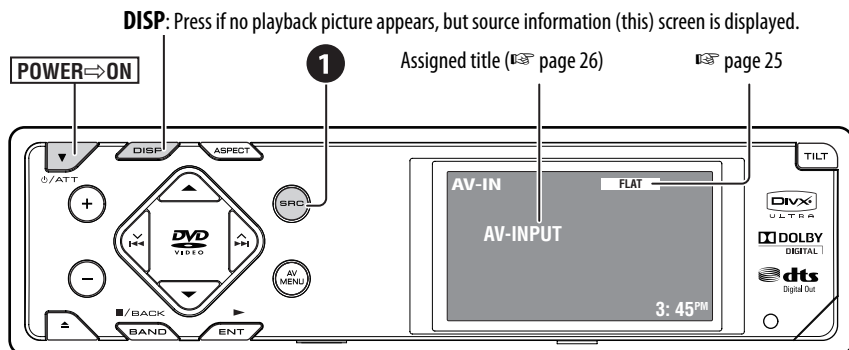 DISP: Press if no playback picture appears, but source information (this) screen is displayed.
POWER⇨ON
1
Assigned title (☞ page 26)
☞ page 25
▼
DISP
ASPECT
TILT
⏻/ATT
+
SRC
AV-IN
FLAT
AV-INPUT
3: 45PM
DIVX
ULTRA
DOLBY
DIGITAL
dts
Digital Out
DVD
VIDEO
−
AV
MENU
■/BACK
BAND
ENT